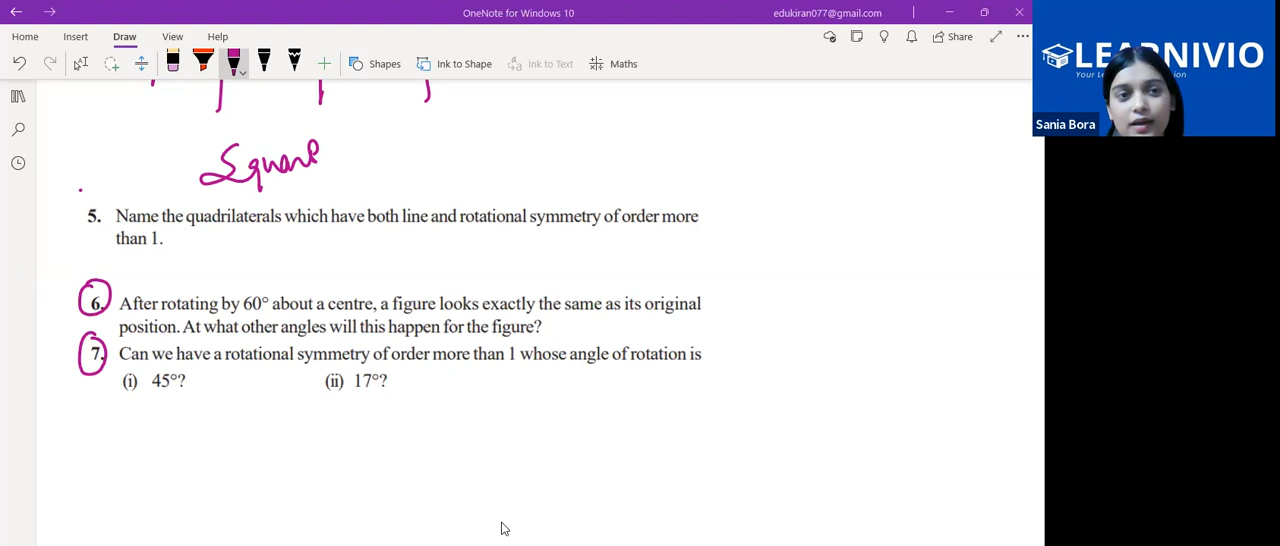 OneNote for Windows 10
edukiran077@gmail.com
Home Insert Draw View Help
Share
Shapes Ink to Shape Ink to Text Maths
LEARNIVIO
Sania Bora
Square
5. Name the quadrilaterals which have both line and rotational symmetry of order more
than 1.
6. After rotating by 60° about a centre, a figure looks exactly the same as its original
position. At what other angles will this happen for the figure?
7. Can we have a rotational symmetry of order more than 1 whose angle of rotation is
(i) 45°? (ii) 17°?